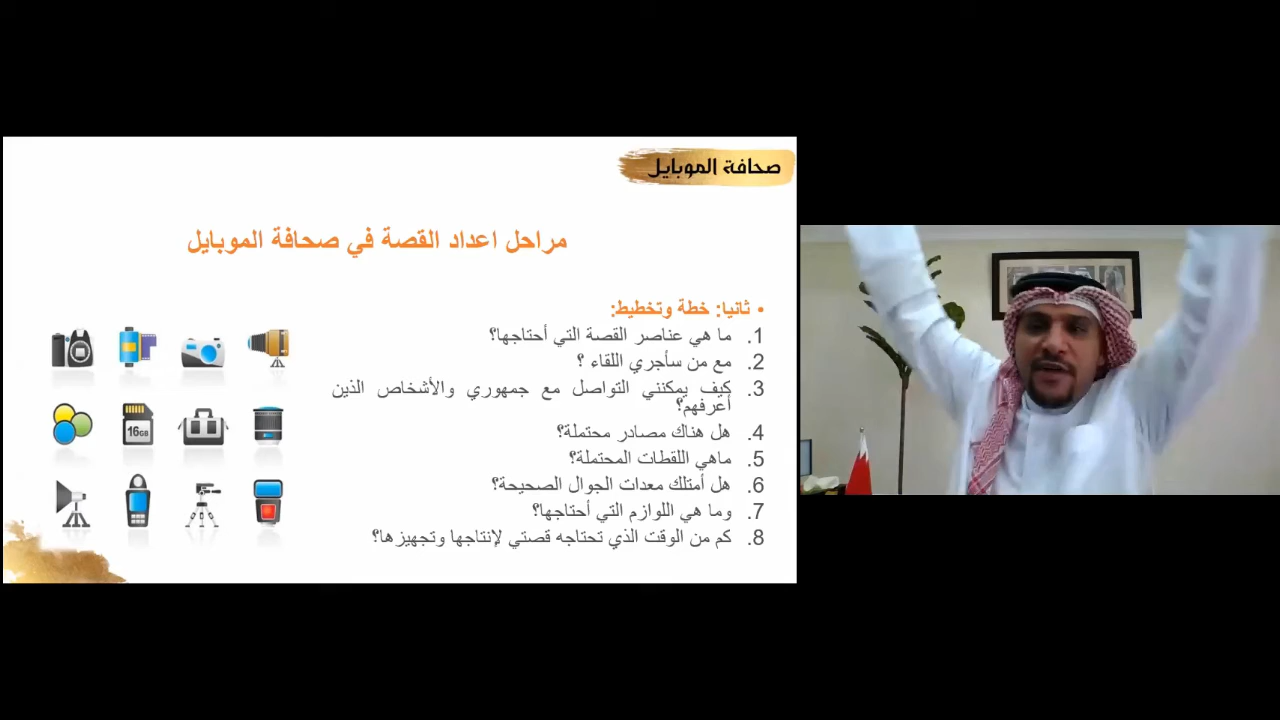 صحافة الموبايل
مراحل اعداد القصة في صحافة الموبايل
• ثانيا: خطة وتخطيط:
1. ما هي عناصر القصة التي أحتاجها؟
2. مع من سأجري اللقاء ؟
3. كيف يمكنني التواصل مع جمهوري والأشخاص الذين
أعرفهم؟
4. هل هناك مصادر محتملة؟
5. ماهي اللقطات المحتملة؟
6. هل أمتلك معدات الجوال الصحيحة؟
7. وما هي اللوازم التي أحتاجها؟
8. كم من الوقت الذي تحتاجه قصتي لإنتاجها وتجهيزها؟
16GB